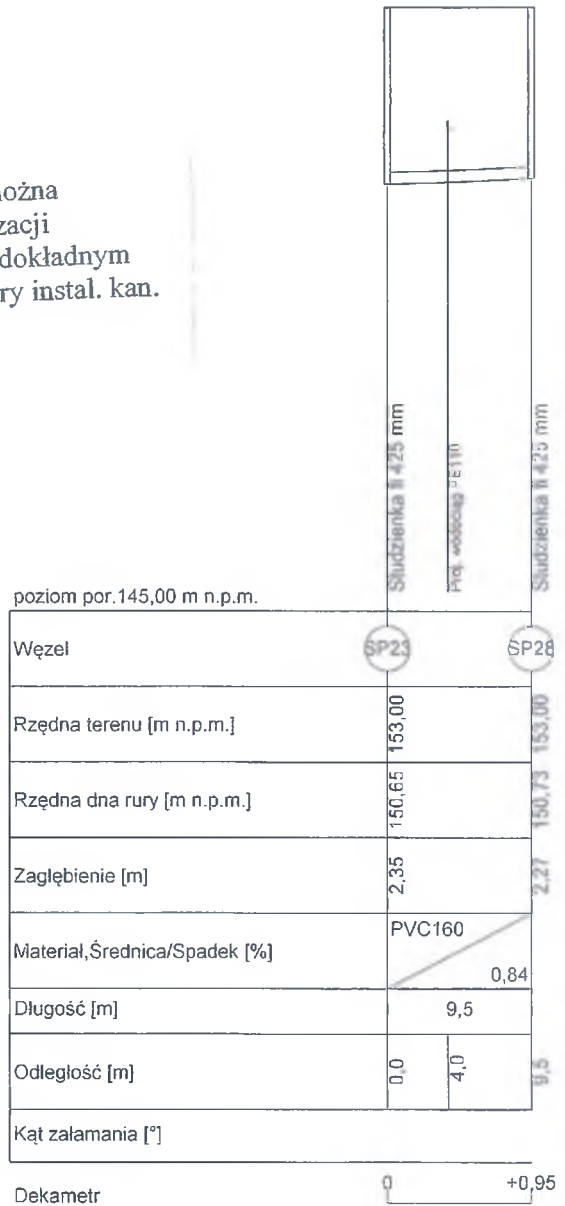 ożna
zacji
dokładnym
ry instal. kan.
Studzienka fi 425 mm
Proj. wodociąg PE110
Studzienka fi 425 mm
poziom por.145,00 m n.p.m.
Węzeł SP23 SP28
Rzędna terenu [m n.p.m.] 153,00 153,00
Rzędna dna rury [m n.p.m.] 150,65 150,73
Zagłębienie [m] 2,35 2,27
Materiał,Średnica/Spadek [%] PVC160 0,84
Długość [m] 9,5
Odległość [m] 0,0 4,0 9,5
Kąt załamania [°]
Dekametr 0 +0,95